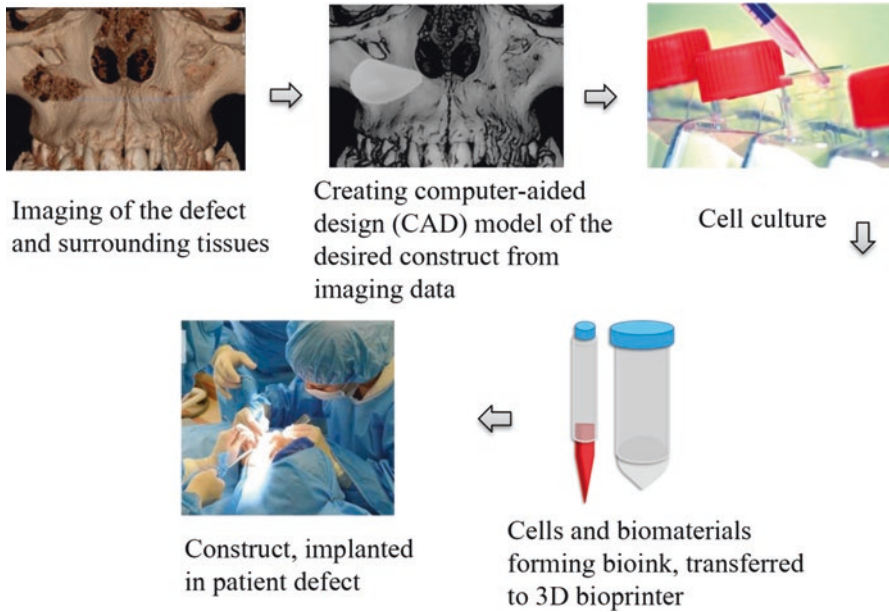 Imaging of the defect
and surrounding tissues
Creating computer-aided
design (CAD) model of the
desired construct from
imaging data
Cell culture
Cells and biomaterials
forming bioink, transferred
to 3D bioprinter
Construct, implanted
in patient defect